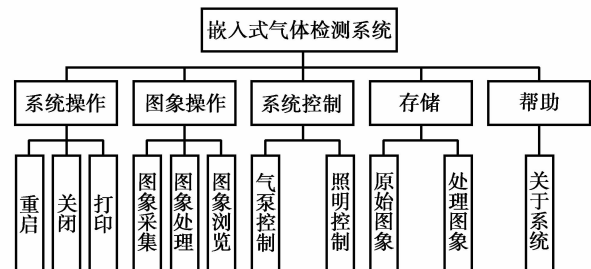 嵌入式气体检测系统
系统操作
图象操作
系统控制
存储
帮助
重启
关闭
打印
图象采集
图象处理
图象浏览
气泵控制
照明控制
原始图象
处理图象
关于系统